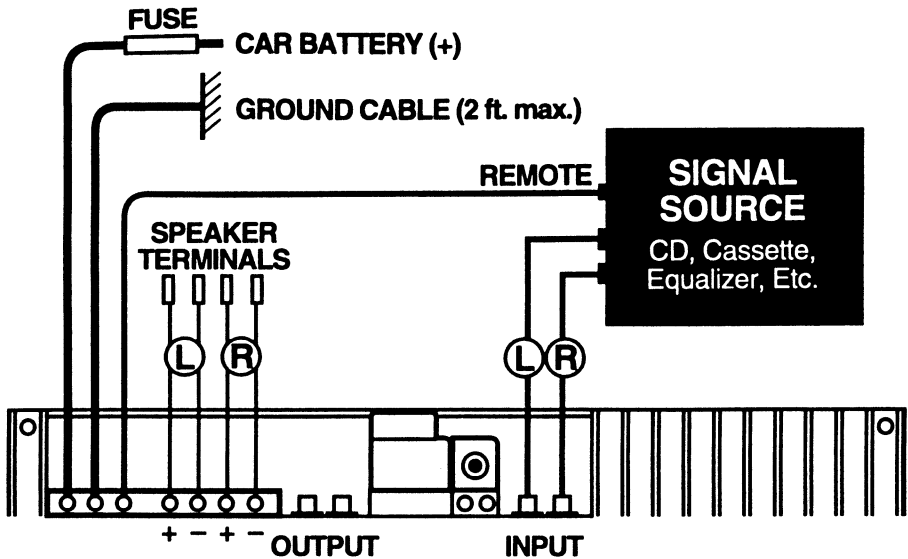 FUSE
CAR BATTERY (+)
GROUND CABLE (2 ft. max.)
REMOTE
SIGNAL
SOURCE
CD, Cassette,
Equalizer, Etc.
SPEAKER
TERMINALS
L R
L R
+ − + −
OUTPUT
INPUT